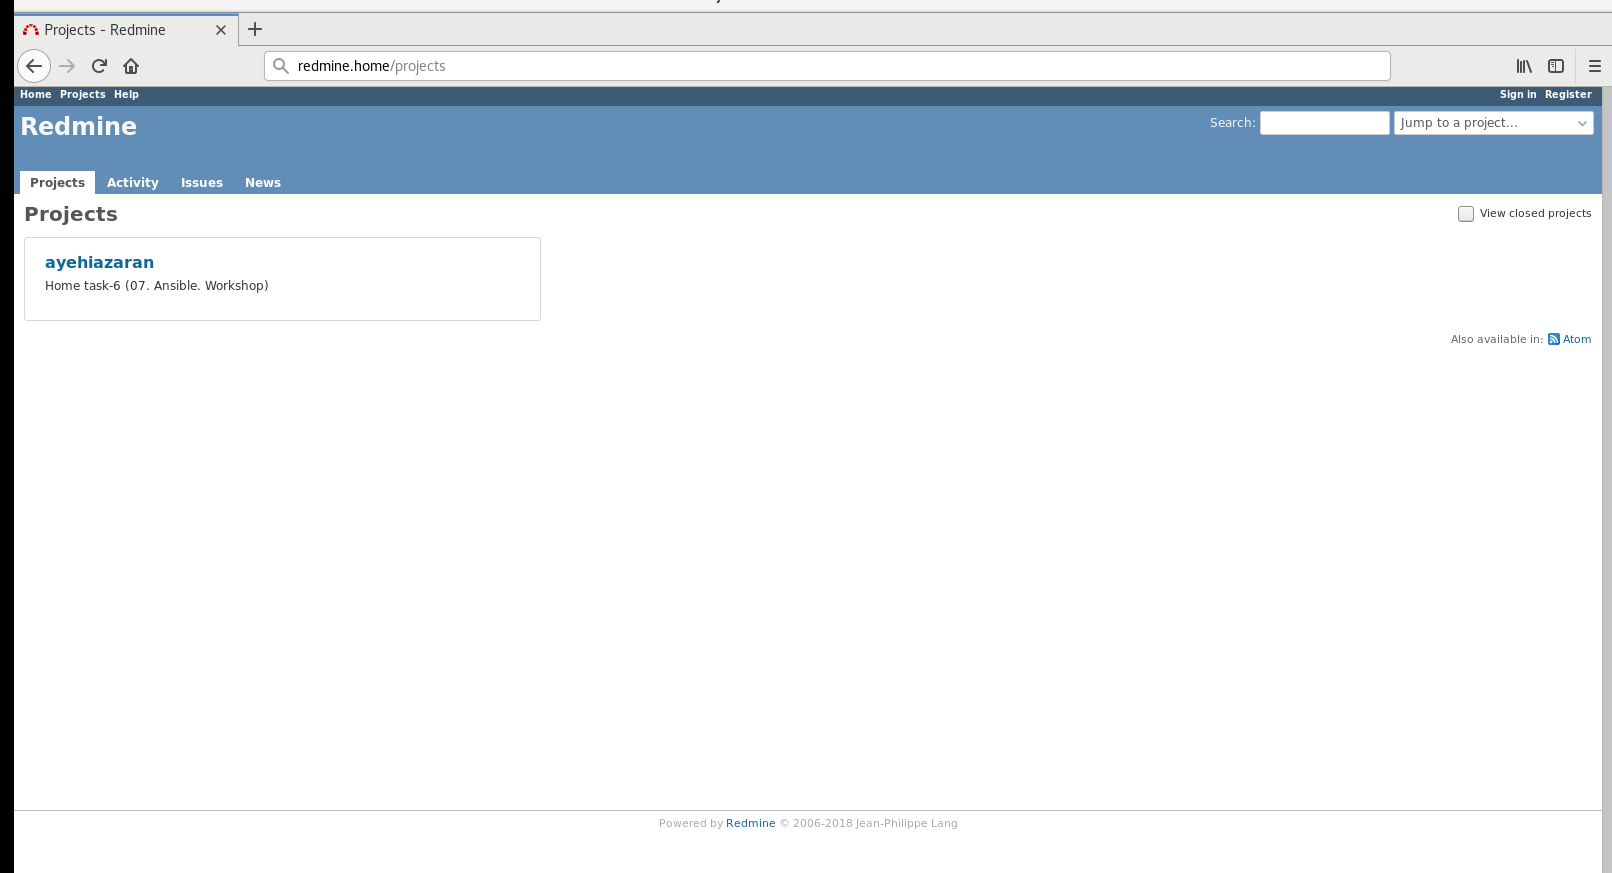 Projects - Redmine
redmine.home/projects
Home Projects Help Sign in Register
Redmine Search: Jump to a project...
Projects Activity Issues News
Projects View closed projects
ayehiazaran
Home task-6 (07. Ansible. Workshop)
Also available in: Atom
Powered by Redmine © 2006-2018 Jean-Philippe Lang